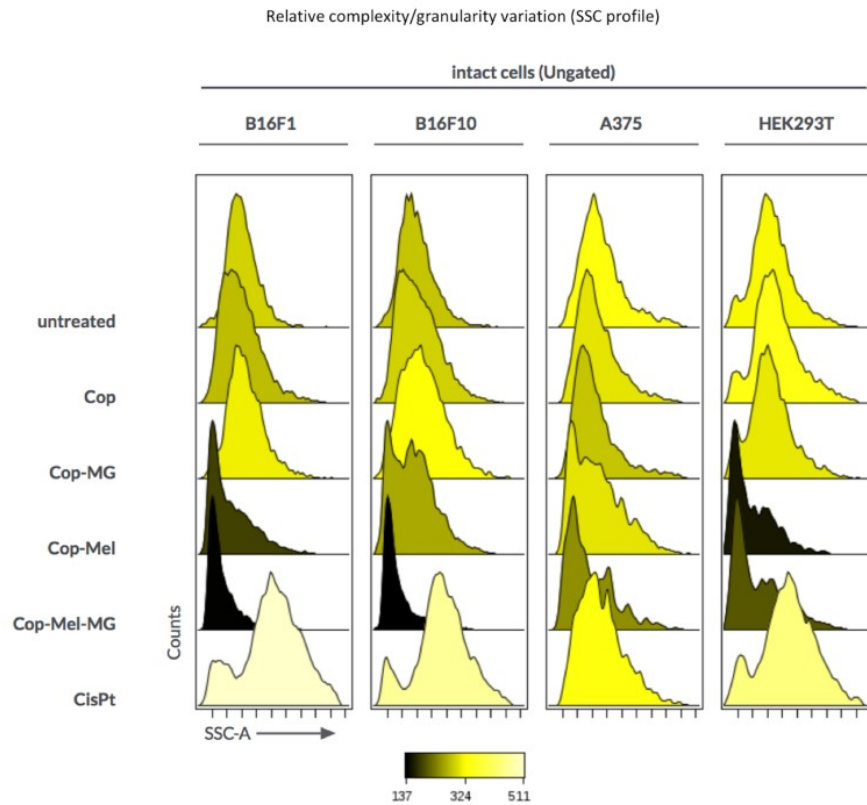 Relative complexity/granularity variation (SSC profile)
intact cells (Ungated)
B16F1 B16F10 A375 HEK293T
untreated
Cop
Cop-MG
Cop-Mel
Cop-Mel-MG
CisPt
Counts
SSC-A
137 324 511